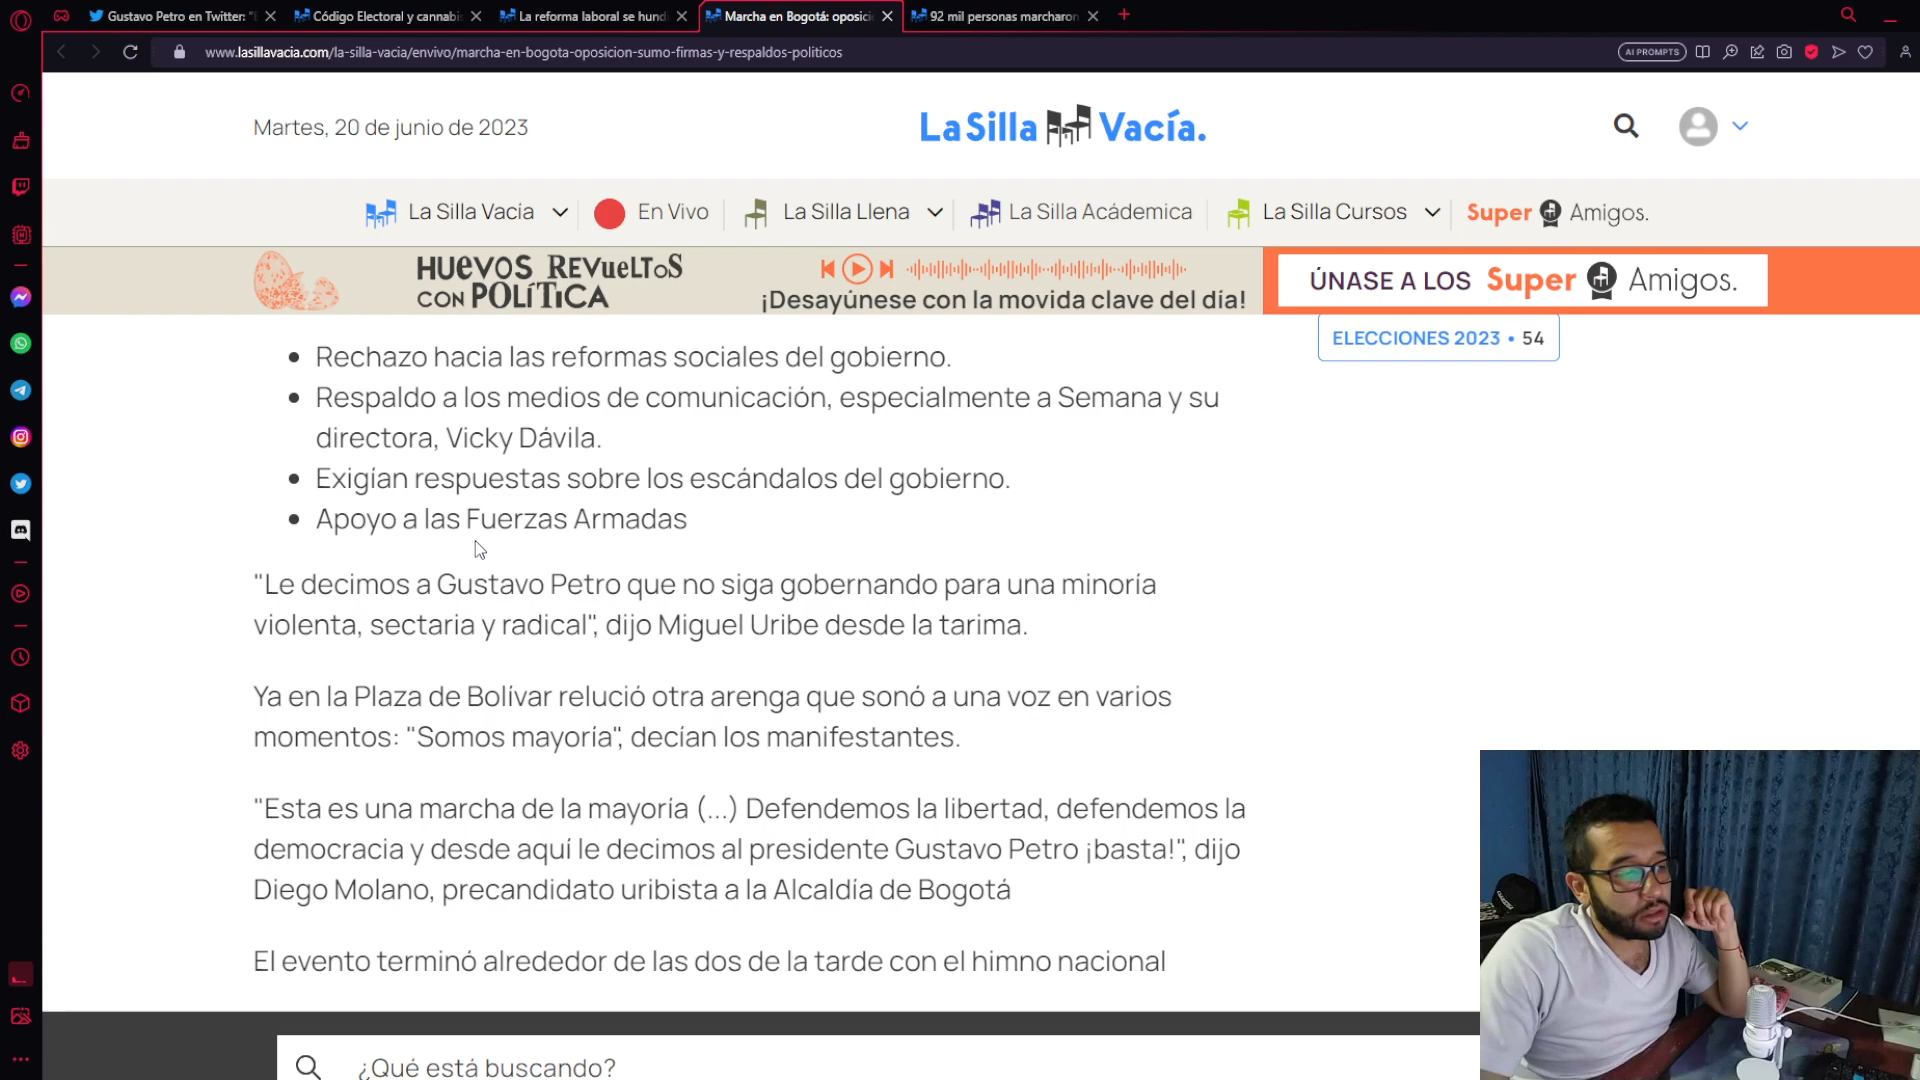 Gustavo Petro en Twitter: "E
Código Electoral y cannabis
La reforma laboral se hund
Marcha en Bogotá: oposici
92 mil personas marcharon
www.lasillavacia.com/la-silla-vacia/envivo/marcha-en-bogota-oposicion-sumo-firmas-y-respaldos-politicos
AI PROMPTS
Martes, 20 de junio de 2023
La Silla Vacía.
La Silla Vacía
En Vivo
La Silla Llena
La Silla Académica
La Silla Cursos
Super Amigos.
HUEVOS REVUELTOS
CON POLÍTICA
¡Desayúnese con la movida clave del día!
ÚNASE A LOS Super Amigos.
ELECCIONES 2023 • 54
• Rechazo hacia las reformas sociales del gobierno.
• Respaldo a los medios de comunicación, especialmente a Semana y su
directora, Vicky Dávila.
• Exigían respuestas sobre los escándalos del gobierno.
• Apoyo a las Fuerzas Armadas
"Le decimos a Gustavo Petro que no siga gobernando para una minoría
violenta, sectaria y radical", dijo Miguel Uribe desde la tarima.
Ya en la Plaza de Bolívar relució otra arenga que sonó a una voz en varios
momentos: "Somos mayoría", decían los manifestantes.
"Esta es una marcha de la mayoría (...) Defendemos la libertad, defendemos la
democracia y desde aquí le decimos al presidente Gustavo Petro ¡basta!", dijo
Diego Molano, precandidato uribista a la Alcaldía de Bogotá
El evento terminó alrededor de las dos de la tarde con el himno nacional
¿Qué está buscando?